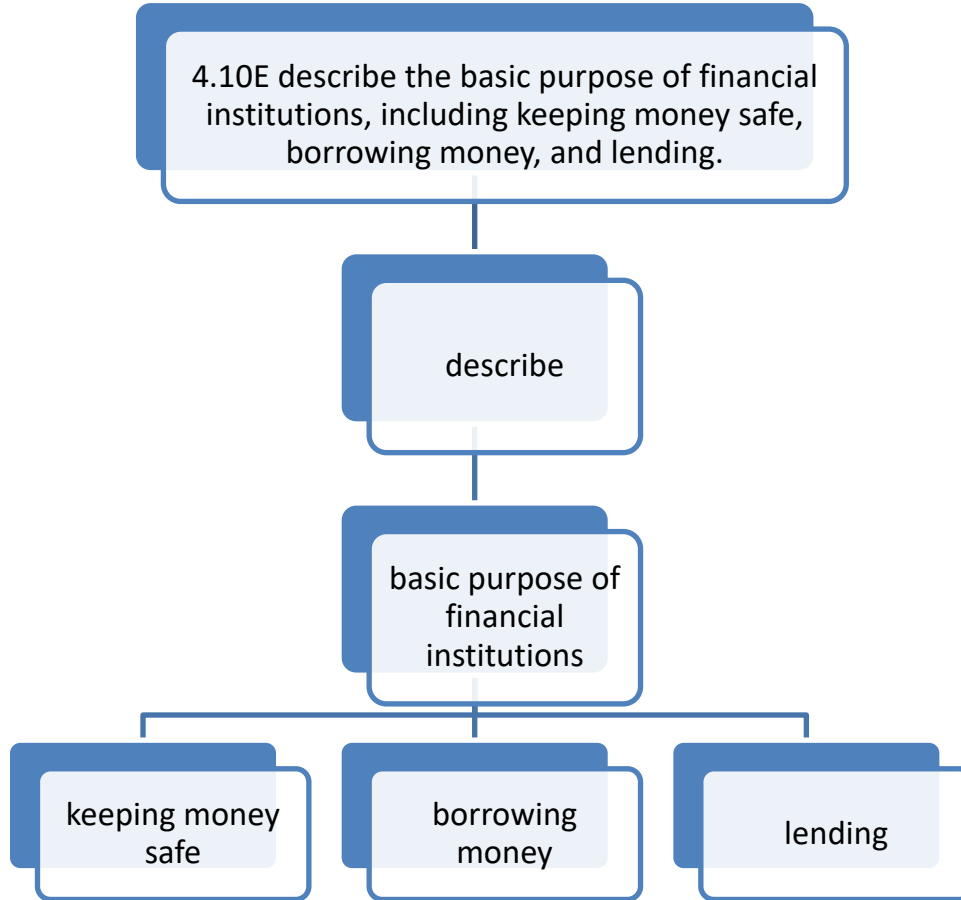 4.10E describe the basic purpose of financial
institutions, including keeping money safe,
borrowing money, and lending.
describe
basic purpose of
financial
institutions
keeping money
safe
borrowing
money
lending